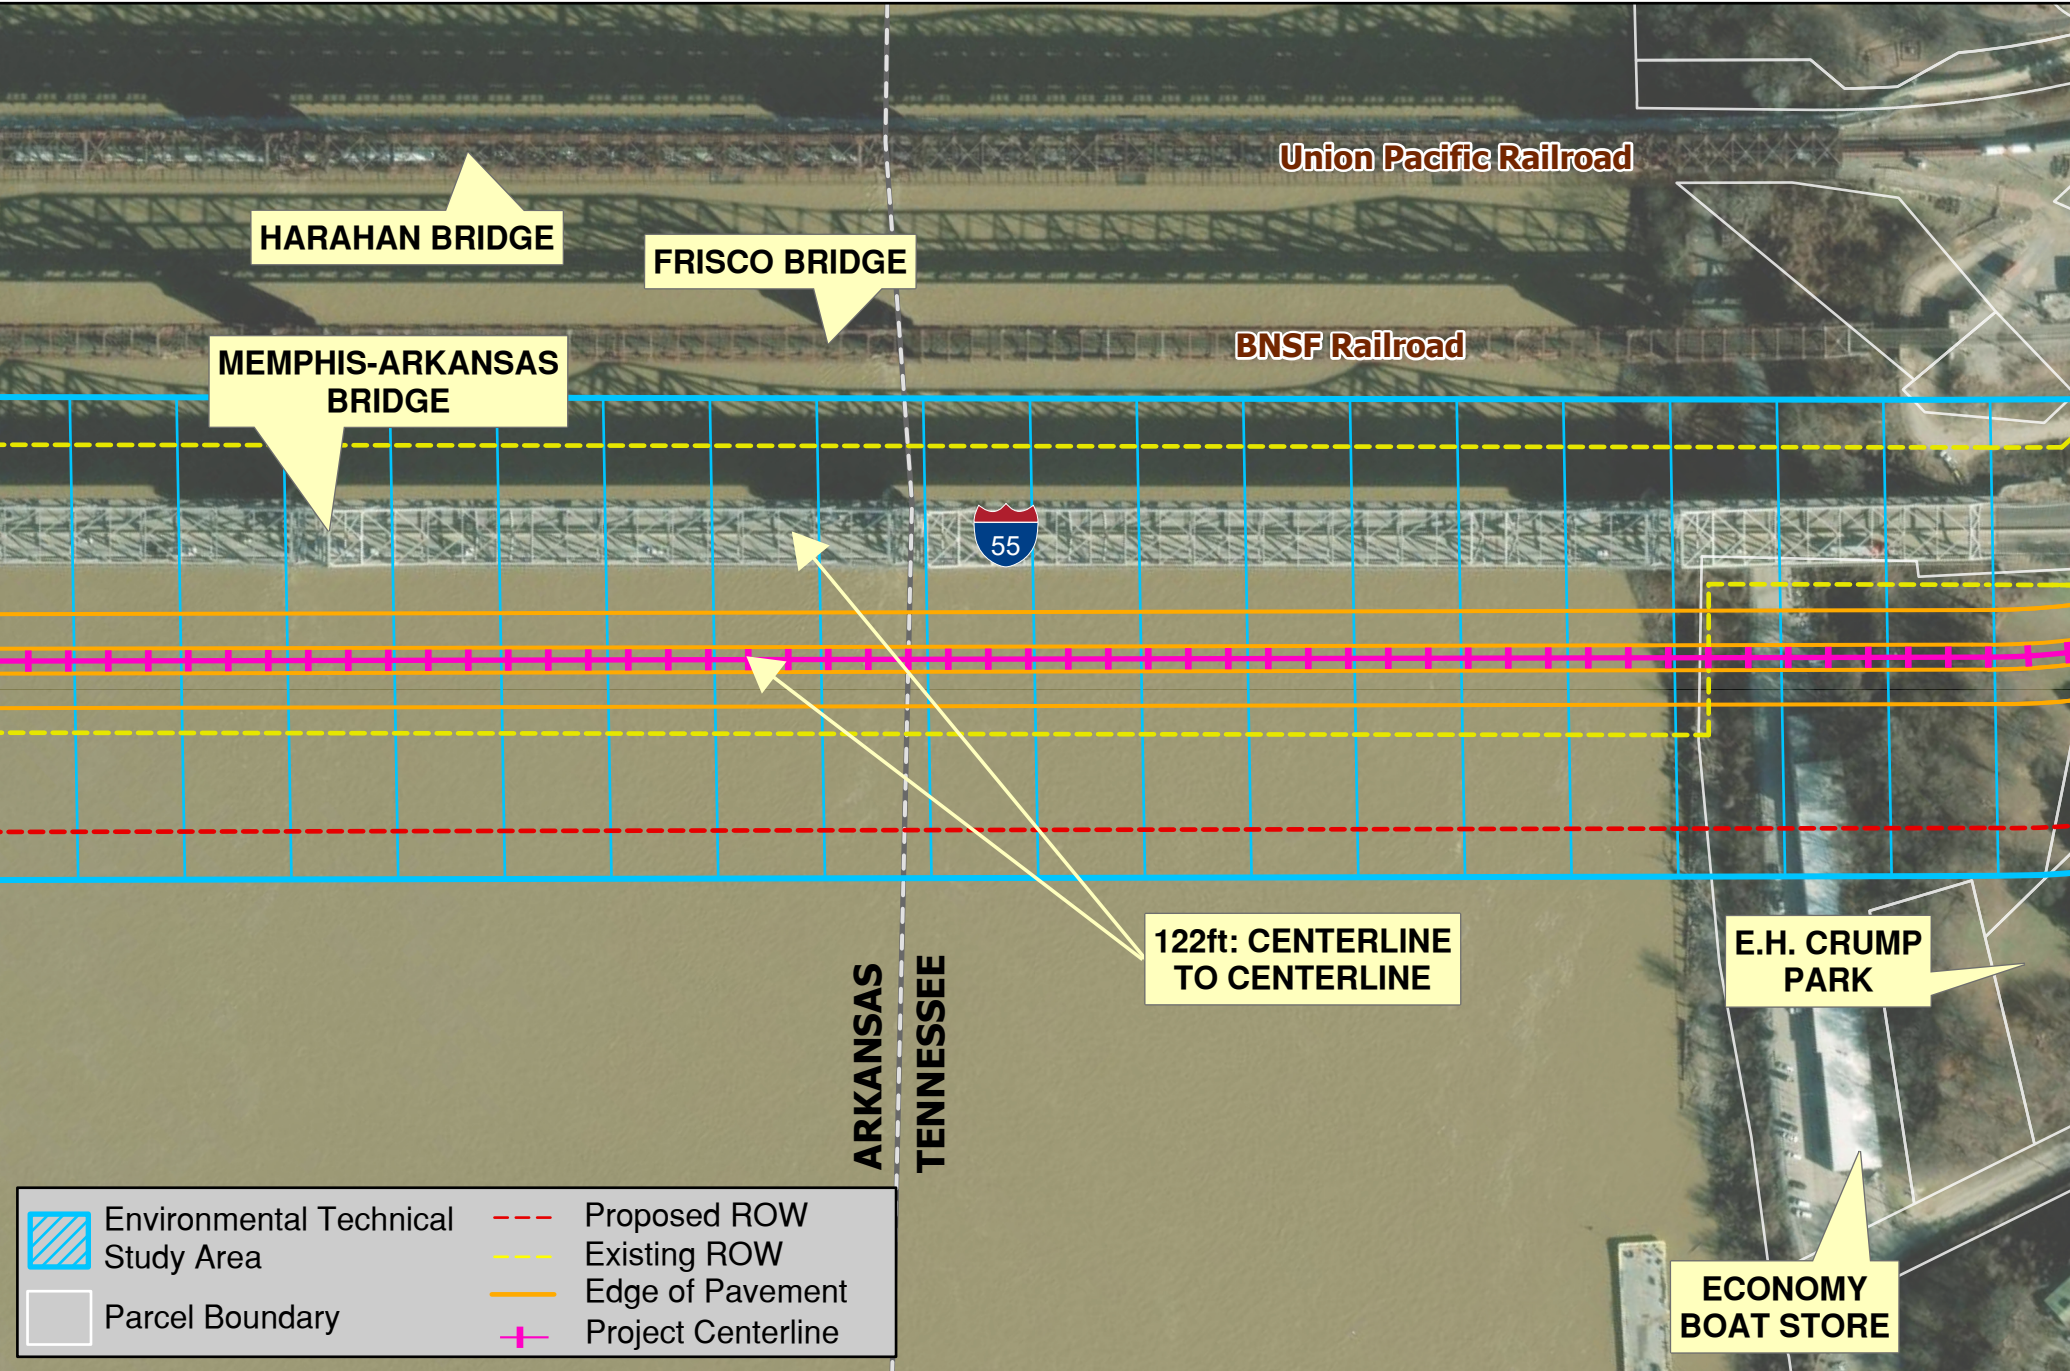 Union Pacific Railroad
HARAHAN BRIDGE
FRISCO BRIDGE
BNSF Railroad
MEMPHIS-ARKANSAS
BRIDGE
55
122ft: CENTERLINE
TO CENTERLINE
E.H. CRUMP
PARK
ARKANSAS
TENNESSEE
Environmental Technical
Study Area
Parcel Boundary
Proposed ROW
Existing ROW
Edge of Pavement
Project Centerline
ECONOMY
BOAT STORE